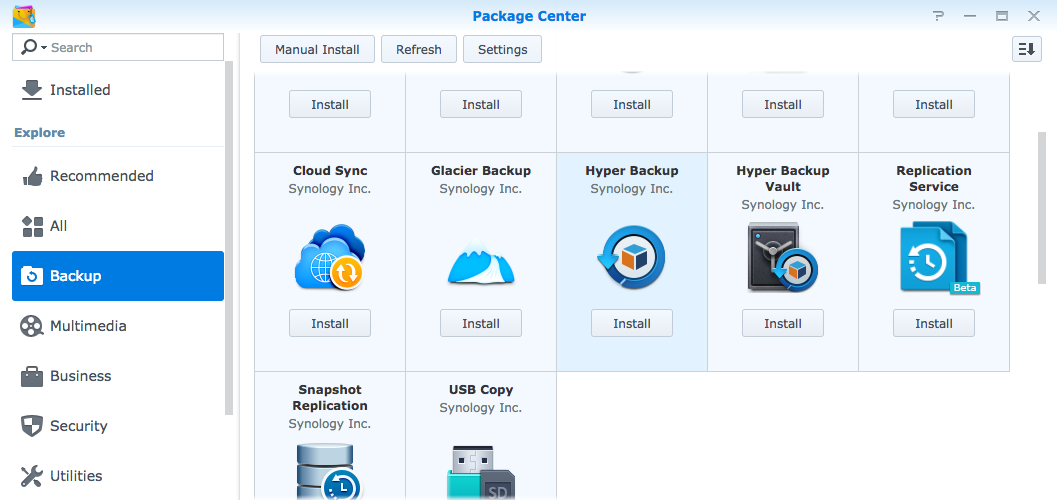 Package Center
Search
Manual Install
Refresh
Settings
Installed
Explore
Recommended
All
Backup
Multimedia
Business
Security
Utilities
Install
Install
Install
Install
Install
Cloud Sync
Synology Inc.
Install
Glacier Backup
Synology Inc.
Install
Hyper Backup
Synology Inc.
Install
Hyper Backup
Vault
Synology Inc.
Install
Replication
Service
Synology Inc.
Beta
Install
Snapshot
Replication
Synology Inc.
USB Copy
Synology Inc.
SD